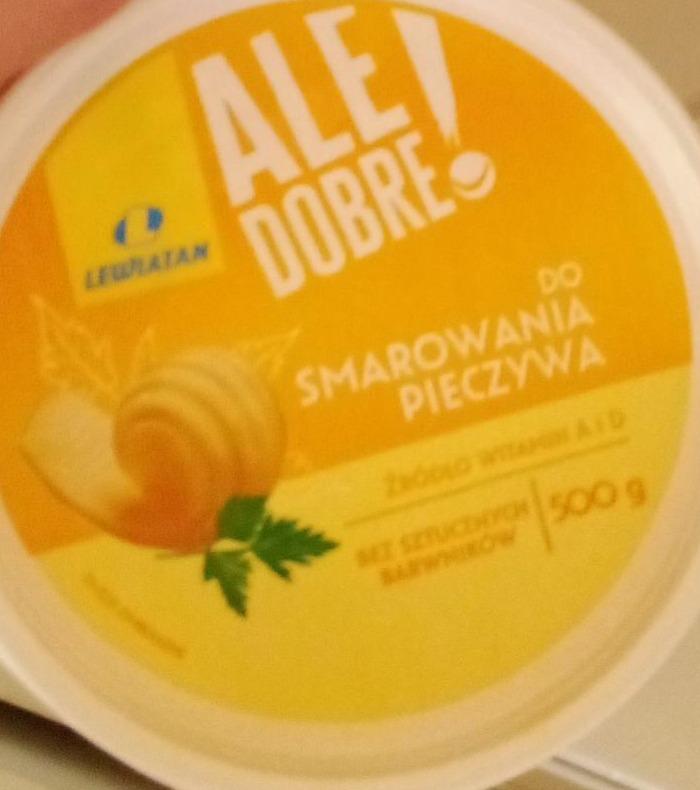 ALE
DOBRE!
LEWIATAN
DO
SMAROWANIA
PIECZYWA
ŹRÓDŁO WITAMIN A I D
BEZ SZTUCZNYCH
BARWNIKÓW
500 g